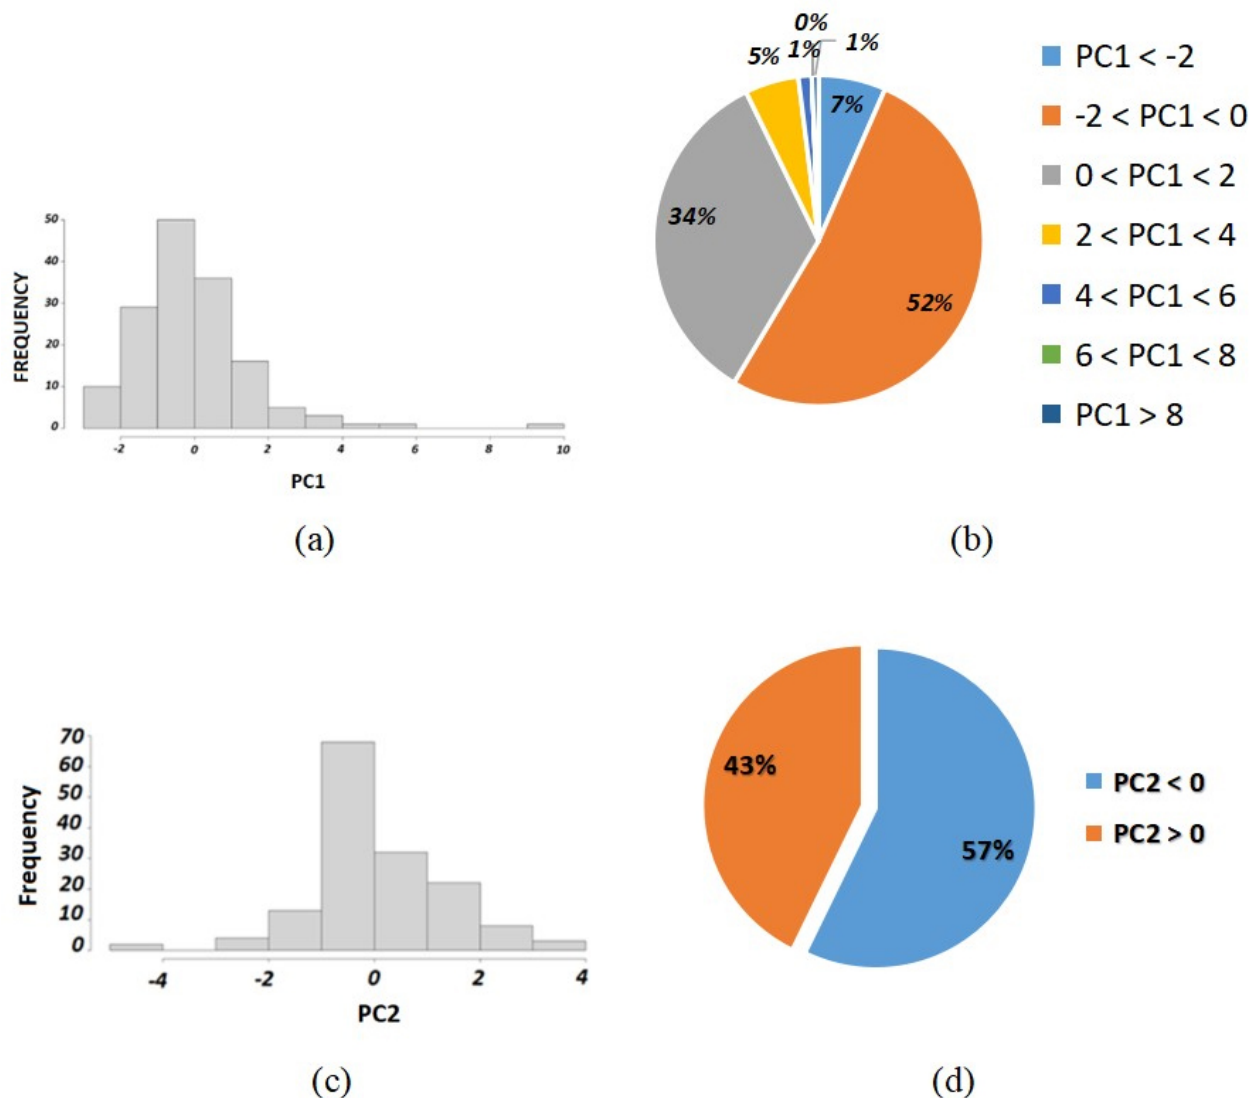 0%
5%
1%
1%
7%
34%
52%
PC1 < -2
-2 < PC1 < 0
0 < PC1 < 2
2 < PC1 < 4
4 < PC1 < 6
6 < PC1 < 8
PC1 > 8
FREQUENCY
50
40
30
20
10
0
-2 0 2 4 6 8 10
PC1
(a)
(b)
Frequency
70
60
50
40
30
20
10
0
-4 -2 0 2 4
PC2
43%
57%
PC2 < 0
PC2 > 0
(c)
(d)